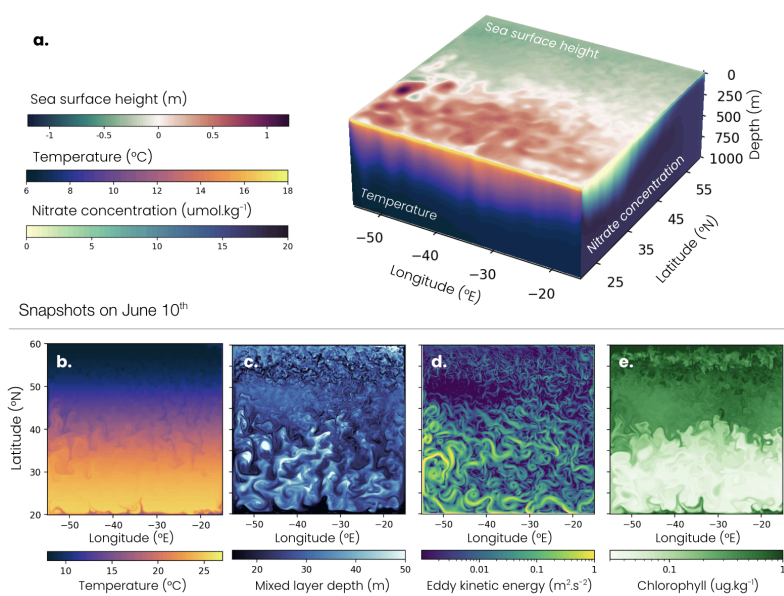 a.
Sea surface height (m)
-1 -0.5 0 0.5 1
Temperature (ºC)
6 8 10 12 14 16 18
Nitrate concentration (umol.kg⁻¹)
0 5 10 15 20
Sea surface height
Temperature
Nitrate concentration
0
250
500
750
1000
Depth (m)
−50 −40 −30 −20
Longitude (ºE)
25 35 45 55
Latitude (ºN)
Snapshots on June 10th
b.
60
50
40
30
20
Latitude (ºN)
−50 −40 −30 −20
Longitude (ºE)
10 15 20 25
Temperature (ºC)
c.
−50 −40 −30 −20
Longitude (ºE)
20 30 40 50
Mixed layer depth (m)
d.
−50 −40 −30 −20
Longitude (ºE)
0.01 0.1 1
Eddy kinetic energy (m².s⁻²)
e.
−50 −40 −30 −20
Longitude (ºE)
0.1 1
Chlorophyll (ug.kg⁻¹)